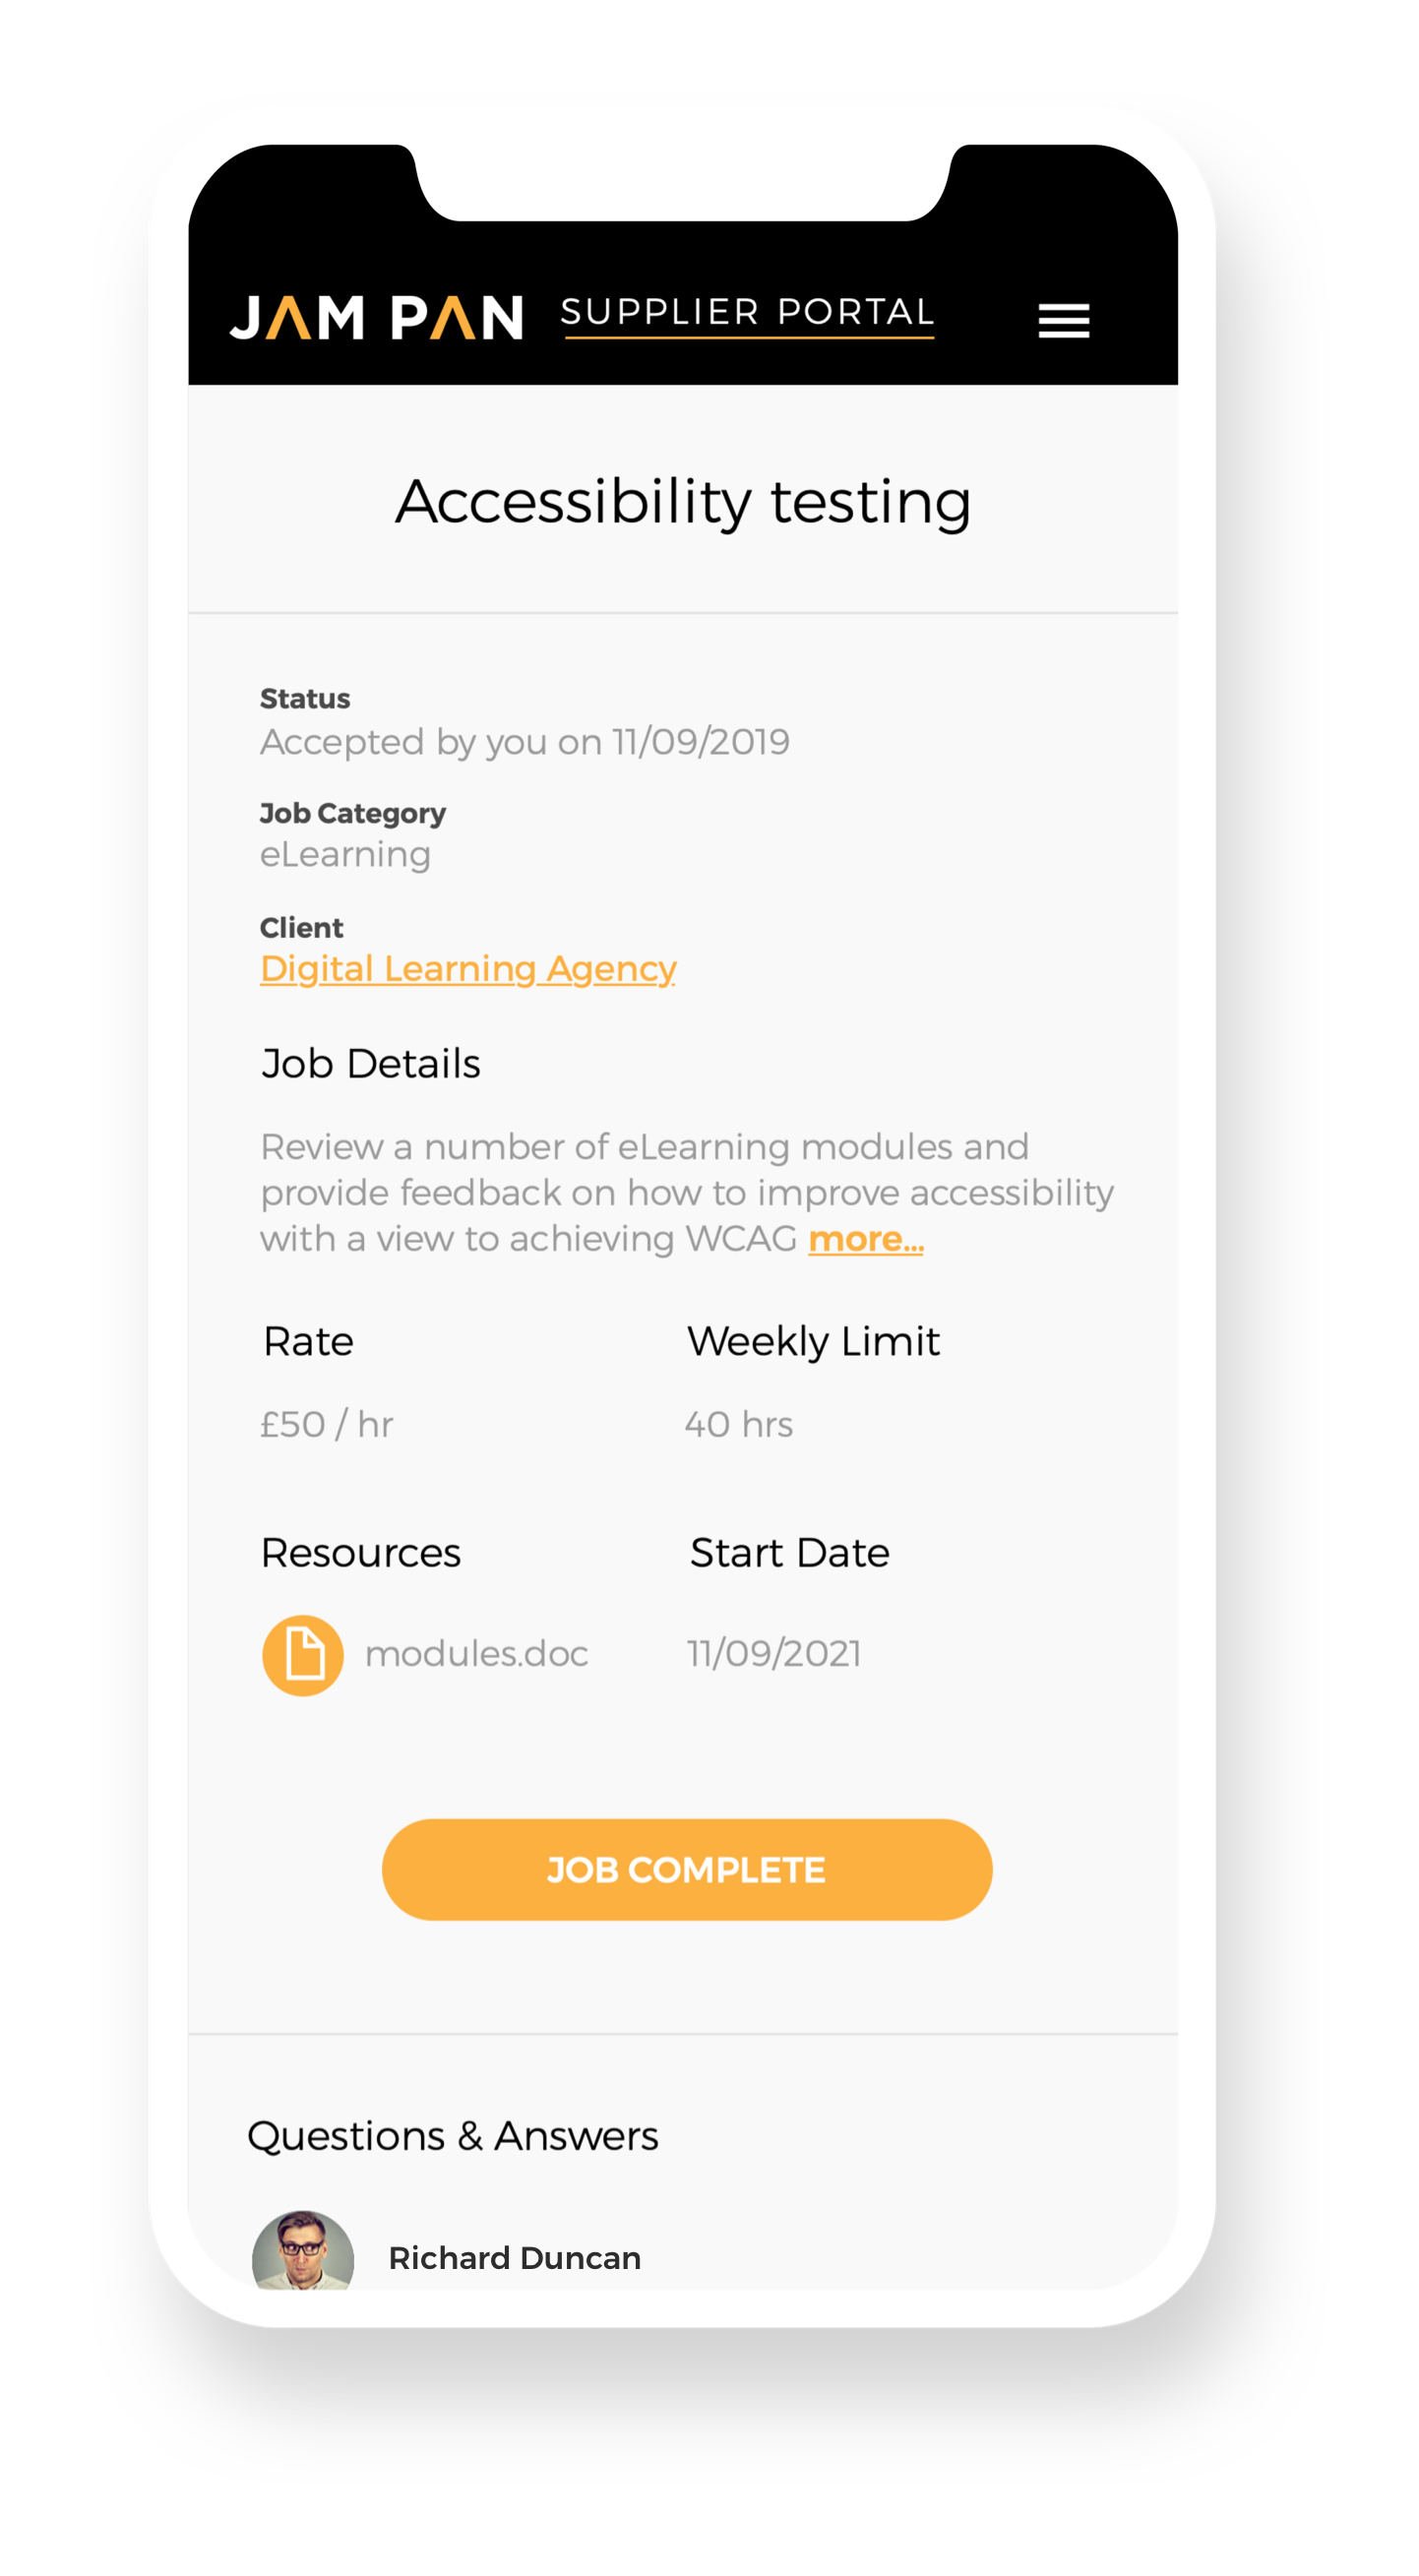 JAM PAN SUPPLIER PORTAL
Accessibility testing
Status
Accepted by you on 11/09/2019
Job Category
eLearning
Client
Digital Learning Agency
Job Details
Review a number of eLearning modules and
provide feedback on how to improve accessibility
with a view to achieving WCAG more...
Rate
Weekly Limit
£50 / hr
40 hrs
Resources
Start Date
modules.doc
11/09/2021
JOB COMPLETE
Questions & Answers
Richard Duncan